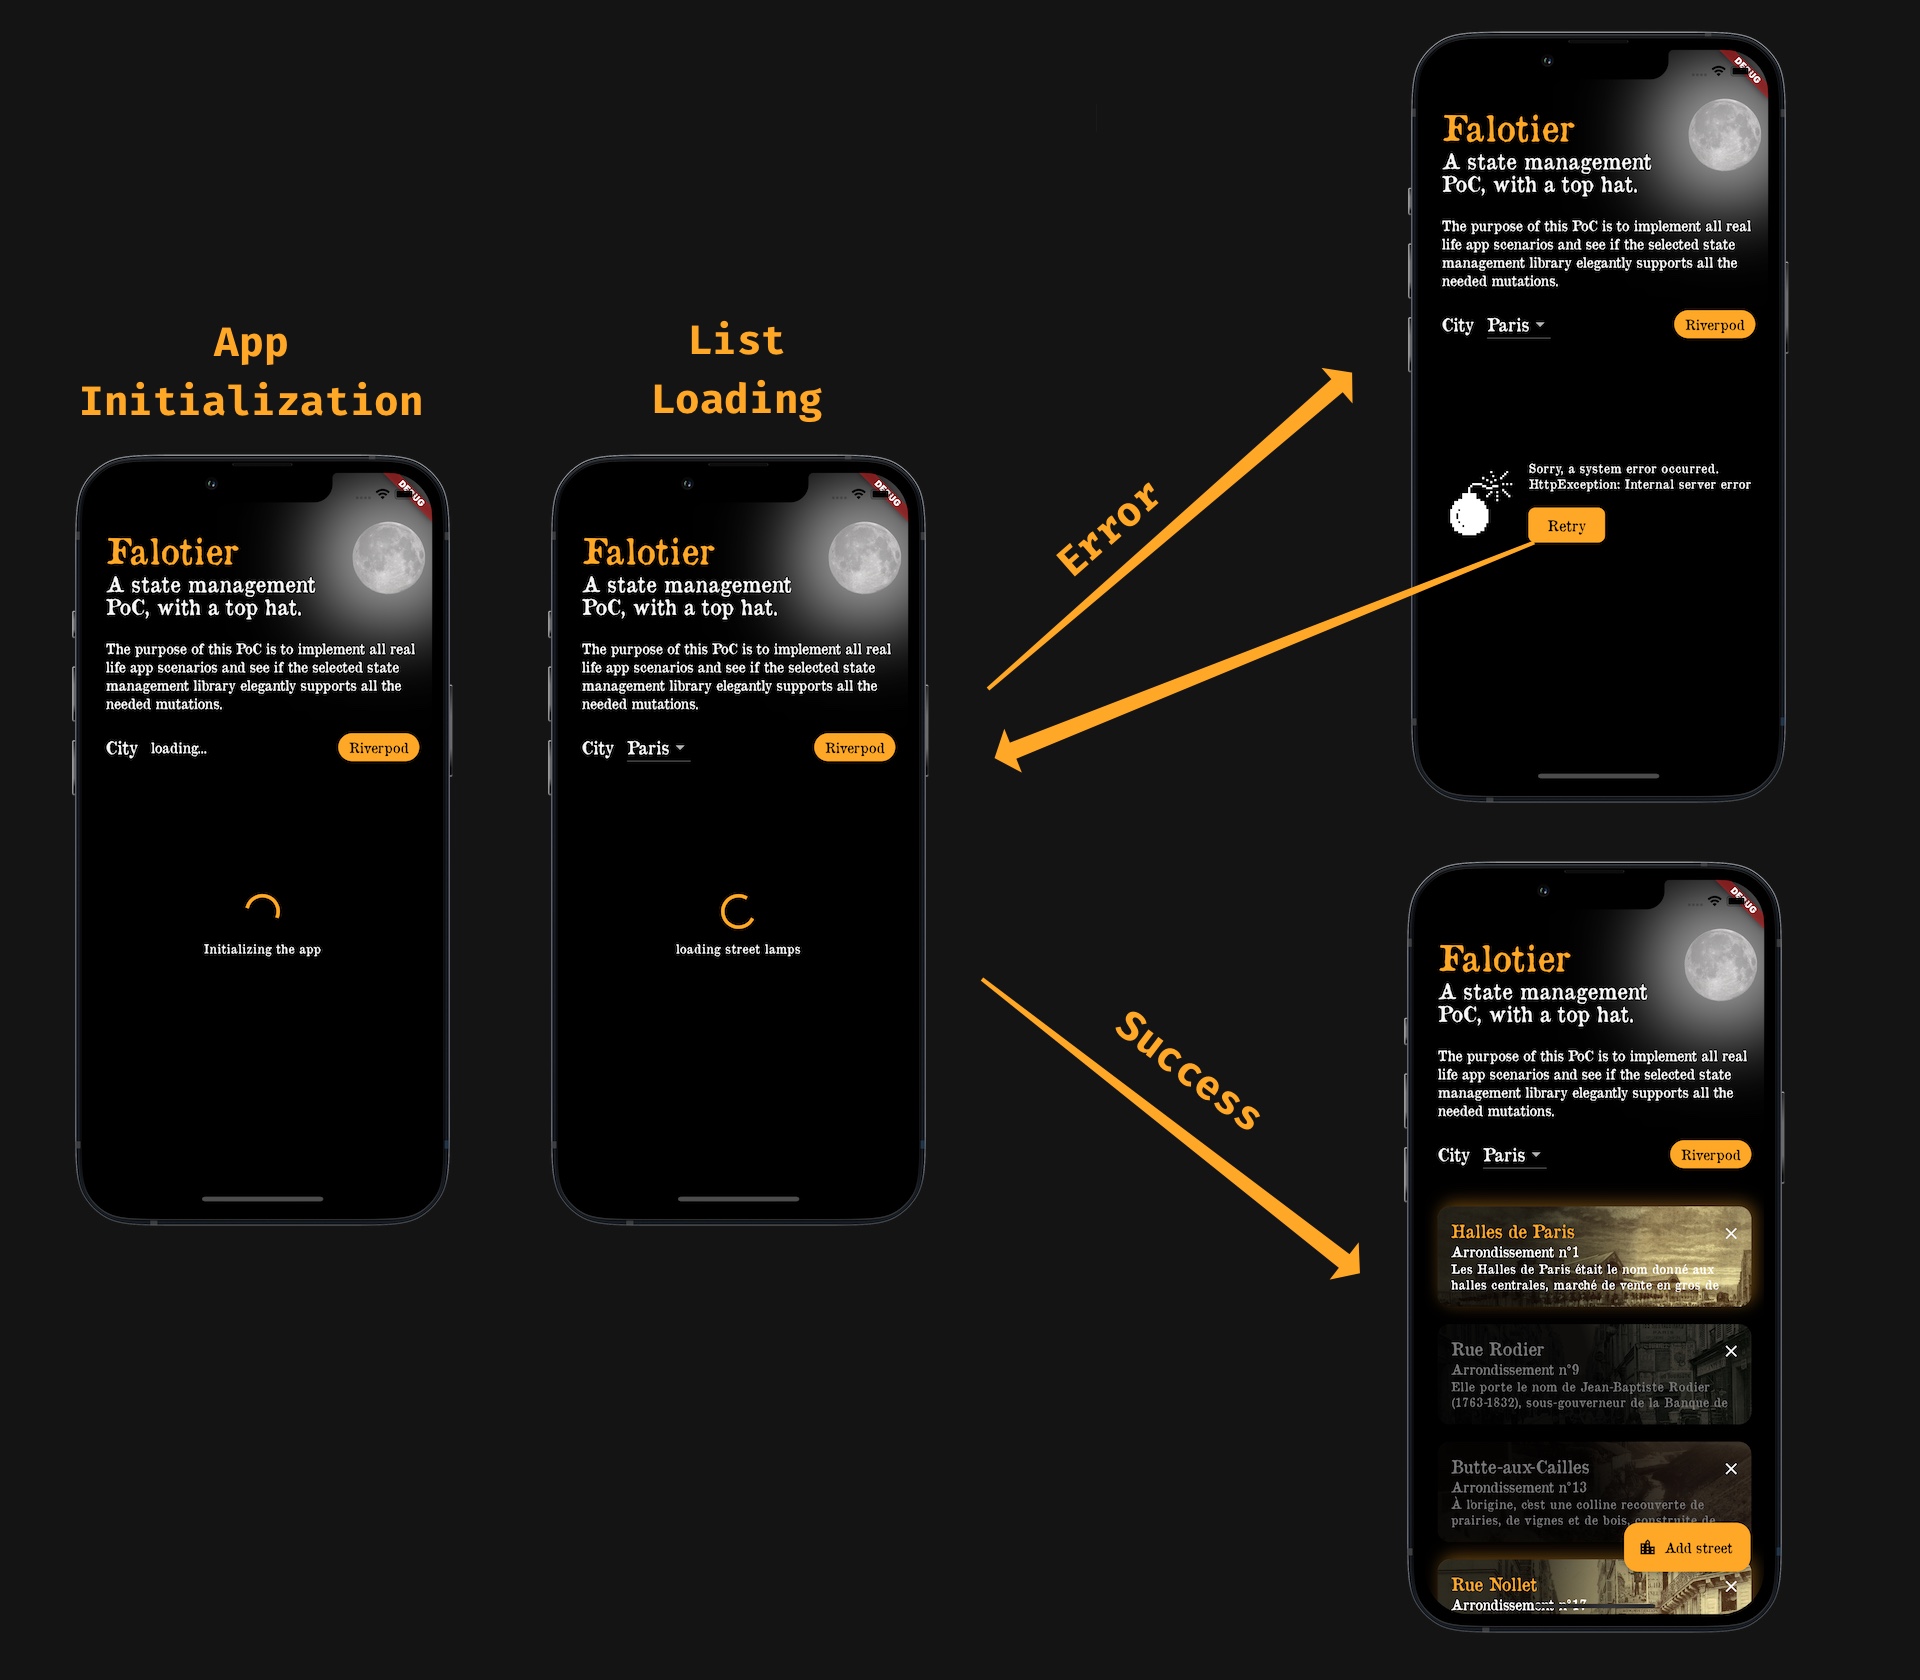 App
Initialization
DEBUG
Falotier
A state management
PoC, with a top hat.
The purpose of this PoC is to implement all real
life app scenarios and see if the selected state
management library elegantly supports all the
needed mutations.
City loading... Riverpod
Initializing the app
List
Loading
DEBUG
Falotier
A state management
PoC, with a top hat.
The purpose of this PoC is to implement all real
life app scenarios and see if the selected state
management library elegantly supports all the
needed mutations.
City Paris Riverpod
loading street lamps
Error
DEBUG
Falotier
A state management
PoC, with a top hat.
The purpose of this PoC is to implement all real
life app scenarios and see if the selected state
management library elegantly supports all the
needed mutations.
City Paris Riverpod
Sorry, a system error occurred.
HttpException: Internal server error
Retry
Success
DEBUG
Falotier
A state management
PoC, with a top hat.
The purpose of this PoC is to implement all real
life app scenarios and see if the selected state
management library elegantly supports all the
needed mutations.
City Paris Riverpod
Halles de Paris
Arrondissement n°1
Les Halles de Paris était le nom donné aux
halles centrales, marché de vente en gros de
Rue Rodier
Arrondissement n°9
Elle porte le nom de Jean-Baptiste Rodier
(1763-1832), sous-gouverneur de la Banque de
Butte-aux-Cailles
Arrondissement n°13
À l'origine, c'est une colline recouverte de
prairies, de vignes et de bois, construite de
Add street
Rue Nollet
Arrondissement n°17